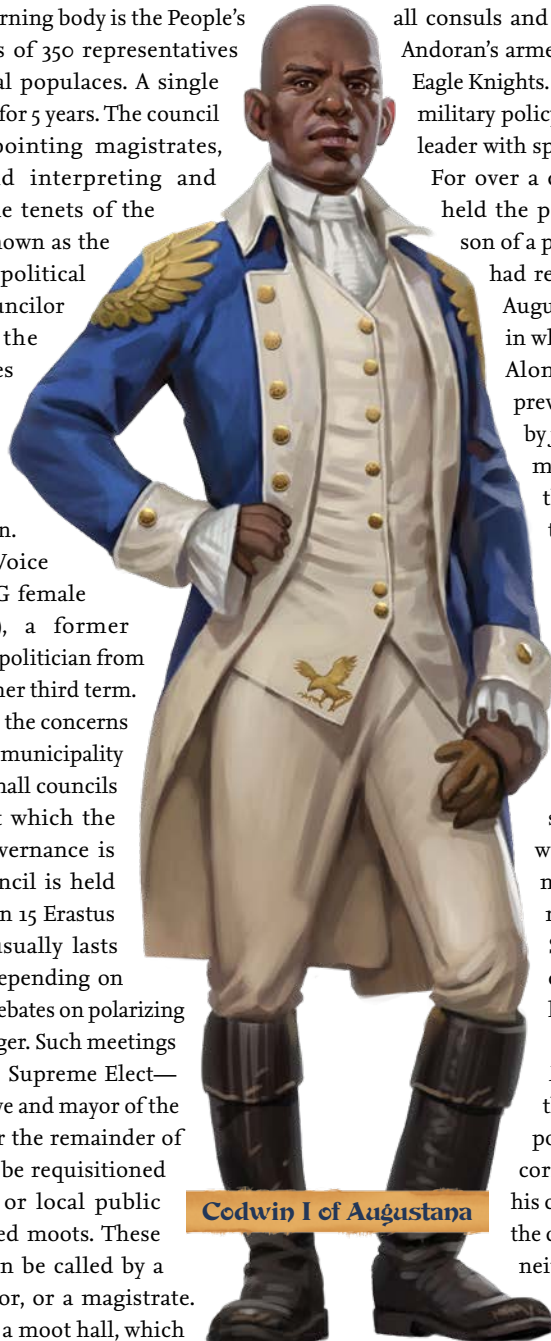 rning body is the People's
s of 350 representatives
al populaces. A single
for 5 years. The council
pointing magistrates,
d interpreting and
e tenets of the
nown as the
political
uncilor
the
es
n.
Voice
G female
), a former
politician from
her third term.
the concerns
municipality
mall councils
t which the
vernance is
ncil is held
n 15 Erastus
usually lasts
epending on
ebates on polarizing
ger. Such meetings
Supreme Elect—
ve and mayor of the
r the remainder of
be requisitioned
or local public
ed moots. These
n be called by a
or, or a magistrate.
a moot hall, which
all consuls and
Andoran's arme
Eagle Knights.
military policy
leader with sp
For over a
held the p
son of a p
had re
Augu
in wh
Alon
prev
by
m
th
t
s
w
n
th
po
cor
his
the
nei
Codwin I of Augustana